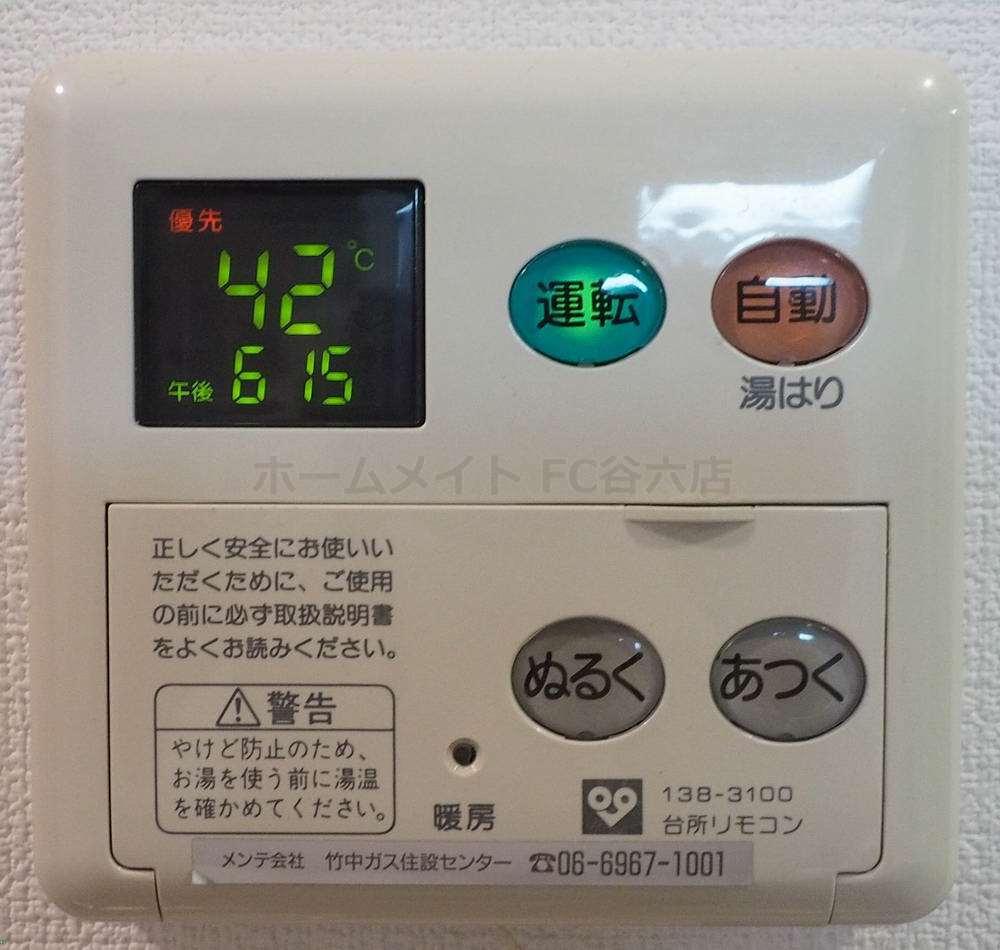 優先
42℃
午後 6 15
運転
自動
湯はり
ホームメイト FC谷六店
正しく安全にお使いい
ただくために、ご使用
の前に必ず取扱説明書
をよくお読みください。
警告
やけど防止のため、
お湯を使う前に湯温
を確かめてください。
ぬるく
あつく
暖房
138-3100
台所リモコン
メンテ会社 竹中ガス住設センター ☎06-6967-1001